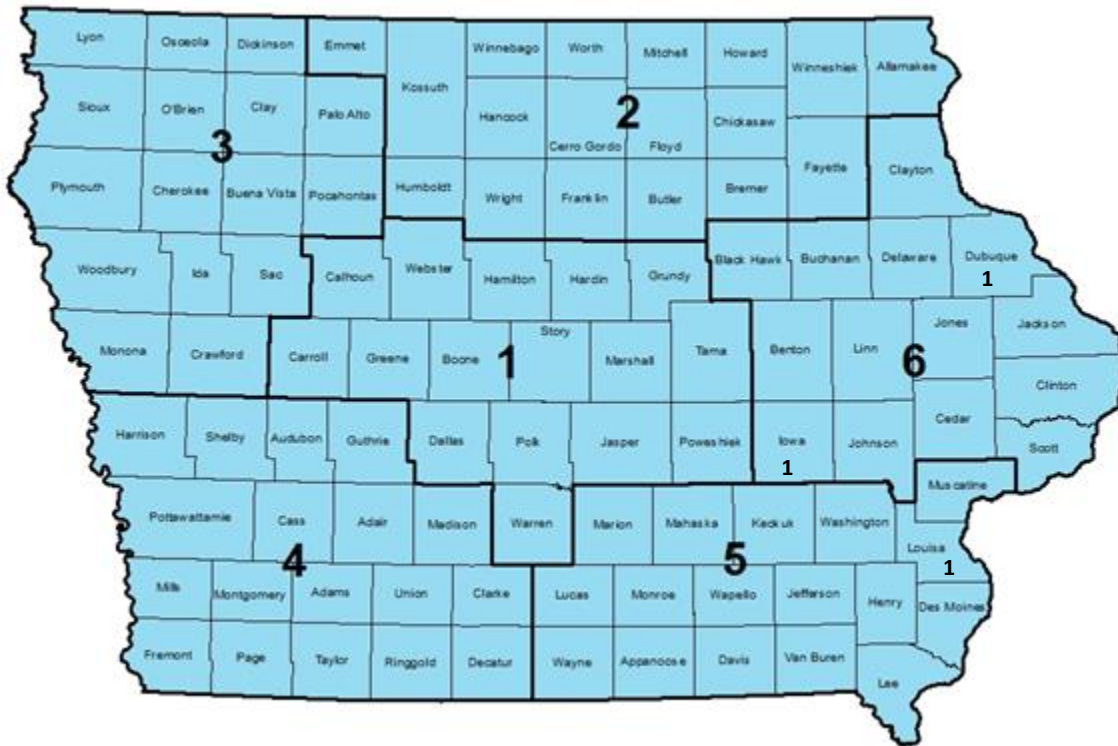 Lyon Osceola Dickinson Emmet Winnebago Worth Mitchell Howard Winneshiek Allamakee
Kossuth
Sioux O'Brien Clay Palo Alto Hancock Cerro Gordo Floyd Chickasaw
3 2
Plymouth Cherokee Buena Vista Pocahontas Humboldt Wright Franklin Butler Bremer Fayette Clayton
Woodbury Ida Sac Calhoun Webster Hamilton Hardin Grundy Black Hawk Buchanan Delaware Dubuque
1
Monona Crawford Carroll Greene Boone Story Marshall Tama Benton Linn Jones Jackson
1 6
Clinton
Harrison Shelby Audubon Guthrie Dallas Polk Jasper Poweshiek Iowa Johnson Cedar Scott
1
Pottawattamie Cass Adair Madison Warren Marion Mahaska Keokuk Washington Muscatine
Louisa
1
4 5
Mills Montgomery Adams Union Clarke Lucas Monroe Wapello Jefferson Henry Des Moines
Fremont Page Taylor Ringgold Decatur Wayne Appanoose Davis Van Buren Lee